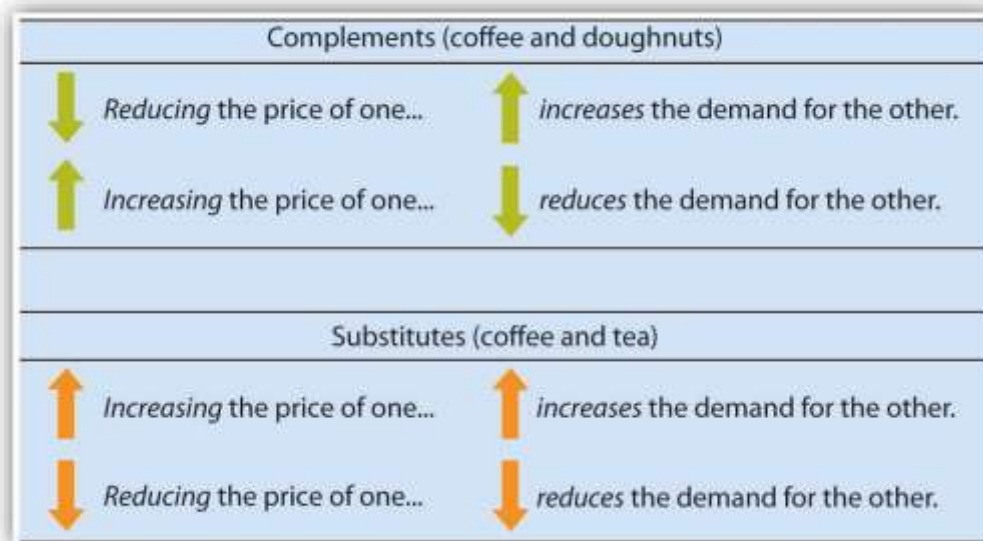 Complements (coffee and doughnuts)
Reducing the price of one... increases the demand for the other.
Increasing the price of one... reduces the demand for the other.
Substitutes (coffee and tea)
Increasing the price of one... increases the demand for the other.
Reducing the price of one... reduces the demand for the other.